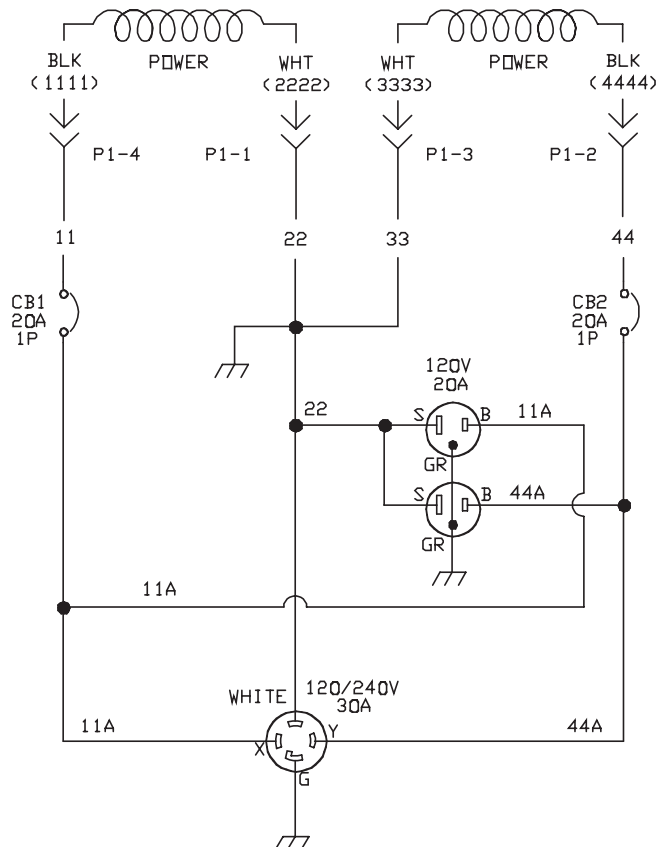 BLK
(1111)
POWER
WHT
(2222)
WHT
(3333)
POWER
BLK
(4444)
P1-4
P1-1
P1-3
P1-2
11
22
33
44
CB1
20A
1P
CB2
20A
1P
120V
20A
22
S
B
11A
GR
S
B
44A
GR
11A
WHITE
120/240V
30A
11A
X
Y
44A
G